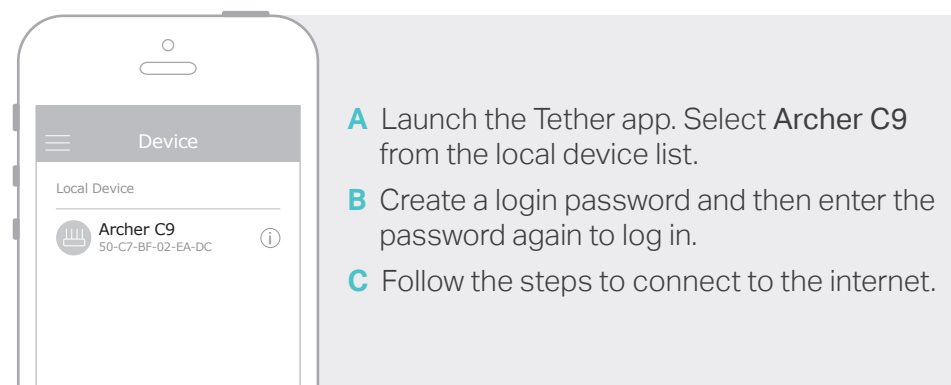 Device
Local Device
Archer C9
50-C7-BF-02-EA-DC
A Launch the Tether app. Select Archer C9
from the local device list.
B Create a login password and then enter the
password again to log in.
C Follow the steps to connect to the internet.